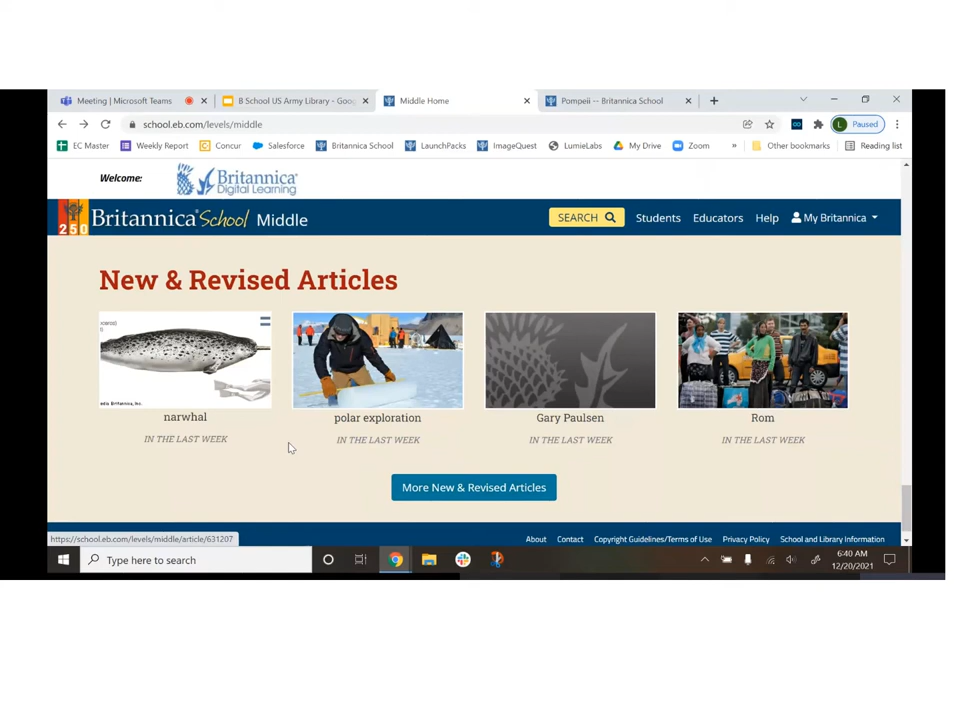 Meeting | Microsoft Teams
B School US Army Library - Goo
Middle Home
Pompeii -- Britannica School
school.eb.com/levels/middle
Paused
EC Master
Weekly Report
Concur
Salesforce
Britannica School
LaunchPacks
ImageQuest
LumieLabs
My Drive
Zoom
»
Other bookmarks
Reading list
Welcome:
Britannica
Digital Learning
250
Britannica School Middle
SEARCH
Students
Educators
Help
My Britannica
New & Revised Articles
narwhal
IN THE LAST WEEK
polar exploration
IN THE LAST WEEK
Gary Paulsen
IN THE LAST WEEK
Rom
IN THE LAST WEEK
More New & Revised Articles
https://school.eb.com/levels/middle/article/631207
About
Contact
Copyright Guidelines/Terms of Use
Privacy Policy
School and Library Information
Type here to search
6:40 AM
12/20/2021